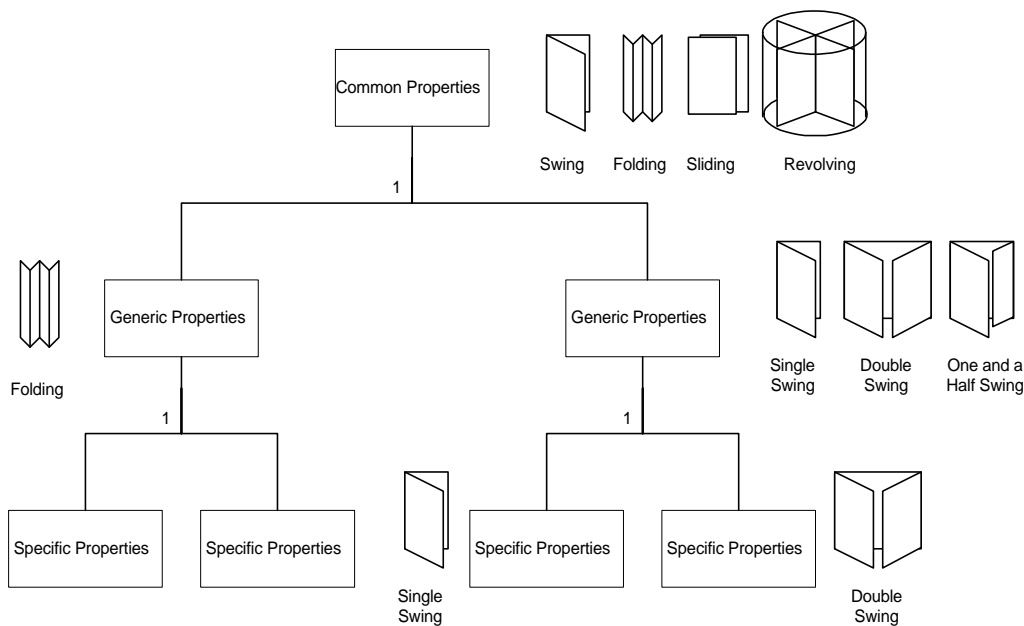 Common Properties
Swing
Folding
Sliding
Revolving
1
Folding
Generic Properties
Generic Properties
Single
Swing
Double
Swing
One and a
Half Swing
1
1
Specific Properties
Specific Properties
Single
Swing
Specific Properties
Specific Properties
Double
Swing